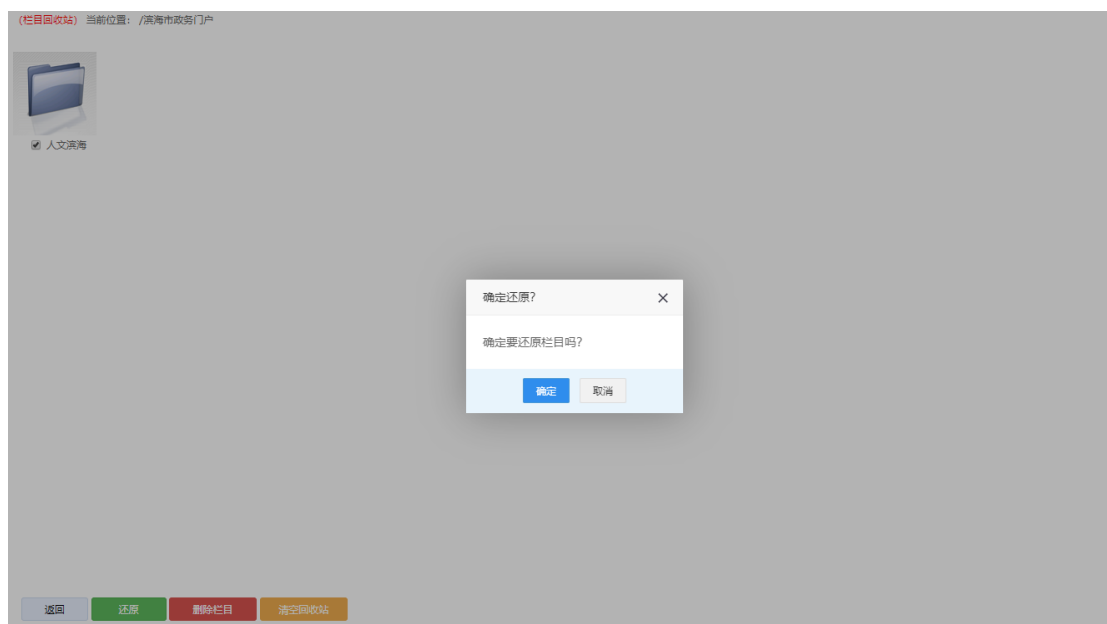 (栏目回收站) 当前位置： /滨海市政务门户
人文滨海
确定还原?
确定要还原栏目吗?
确定 取消
返回 还原 删除栏目 清空回收站